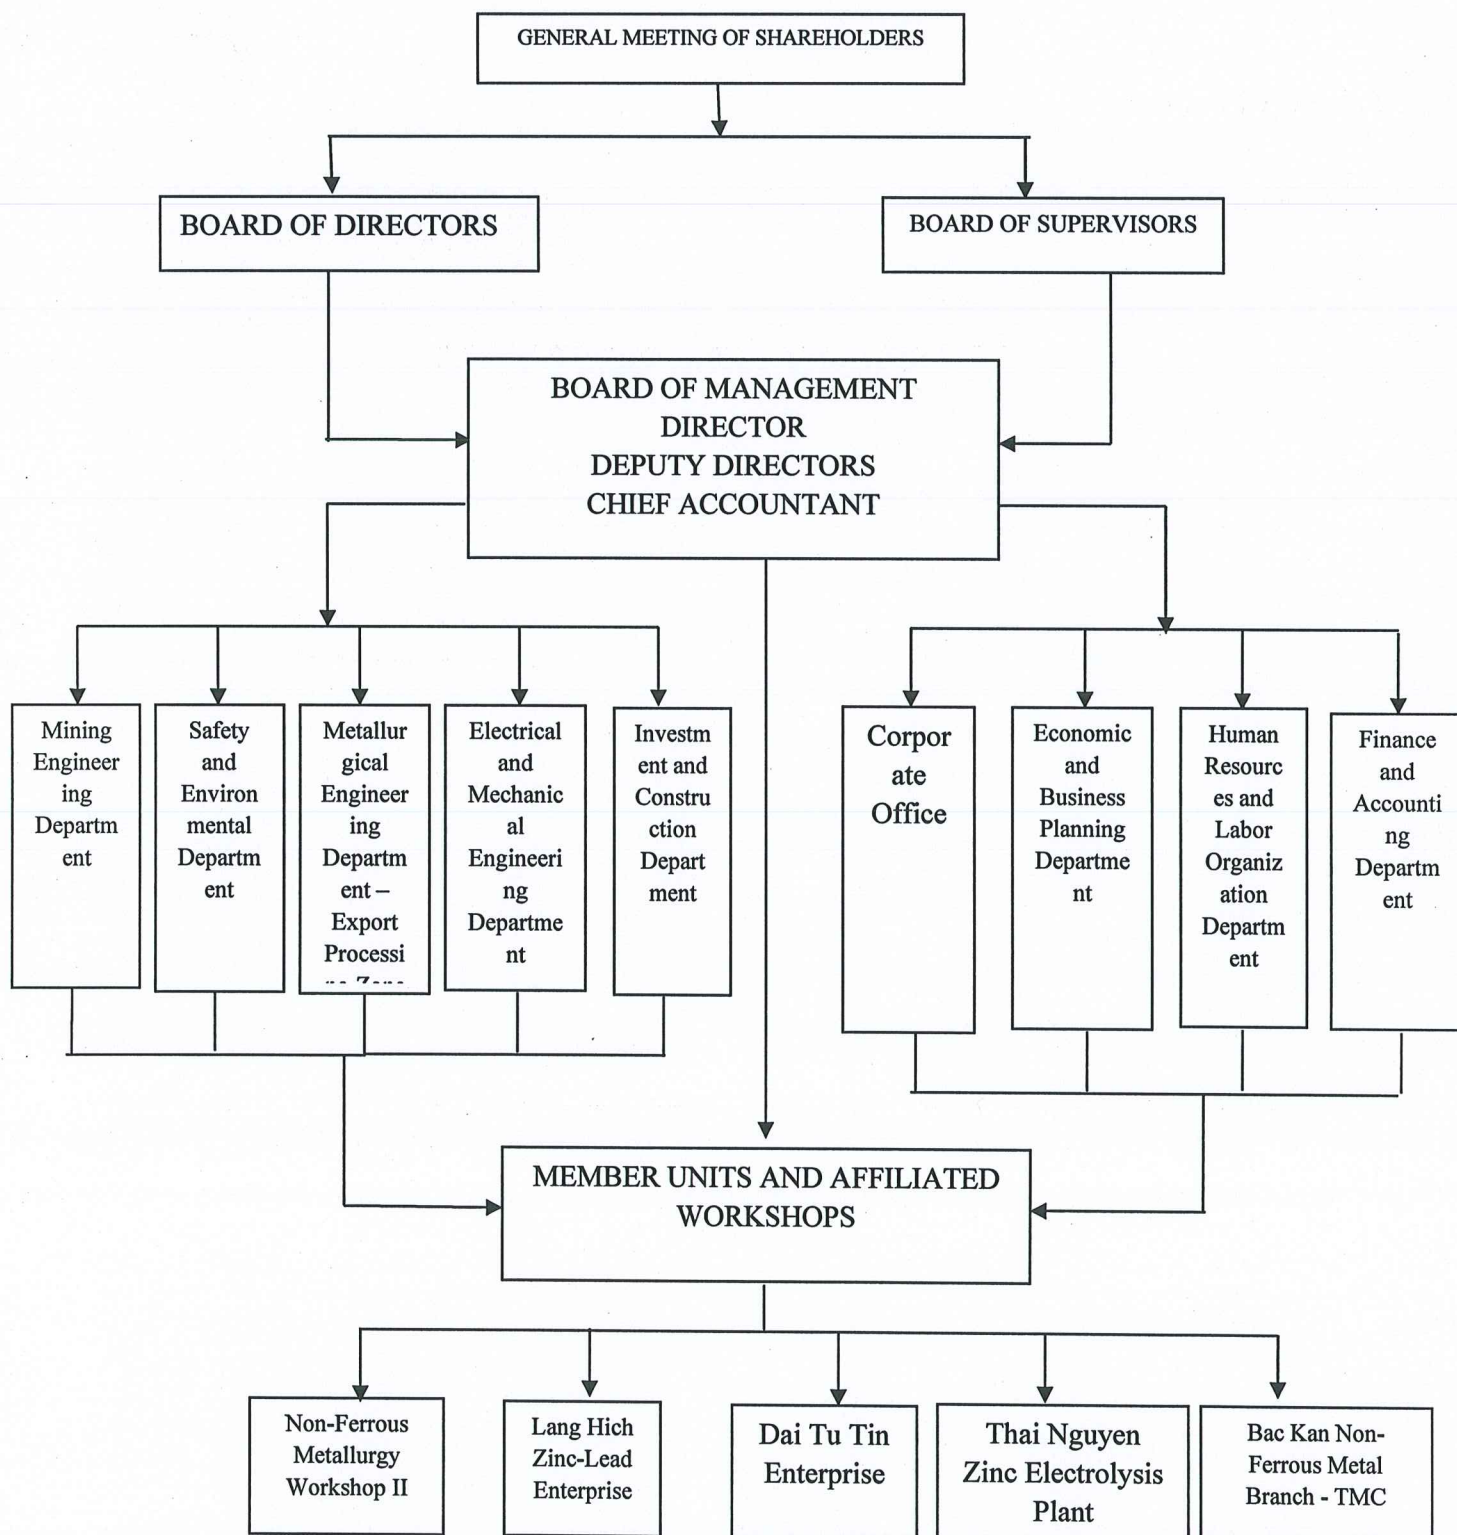 GENERAL MEETING OF SHAREHOLDERS
BOARD OF DIRECTORS
BOARD OF SUPERVISORS
BOARD OF MANAGEMENT
DIRECTOR
DEPUTY DIRECTORS
CHIEF ACCOUNTANT
Mining
Engineer
ing
Departm
ent
Safety
and
Environ
mental
Departm
ent
Metallur
gical
Engineer
ing
Departm
ent –
Export
Processi
Electrical
and
Mechanic
al
Engineeri
ng
Departme
nt
Investm
ent and
Constru
ction
Depart
ment
Corpor
ate
Office
Economic
and
Business
Planning
Departme
nt
Human
Resourc
es and
Labor
Organiz
ation
Departm
ent
Finance
and
Accounti
ng
Departm
ent
MEMBER UNITS AND AFFILIATED
WORKSHOPS
Non-Ferrous
Metallurgy
Workshop II
Lang Hich
Zinc-Lead
Enterprise
Dai Tu Tin
Enterprise
Thai Nguyen
Zinc Electrolysis
Plant
Bac Kan Non-
Ferrous Metal
Branch - TMC